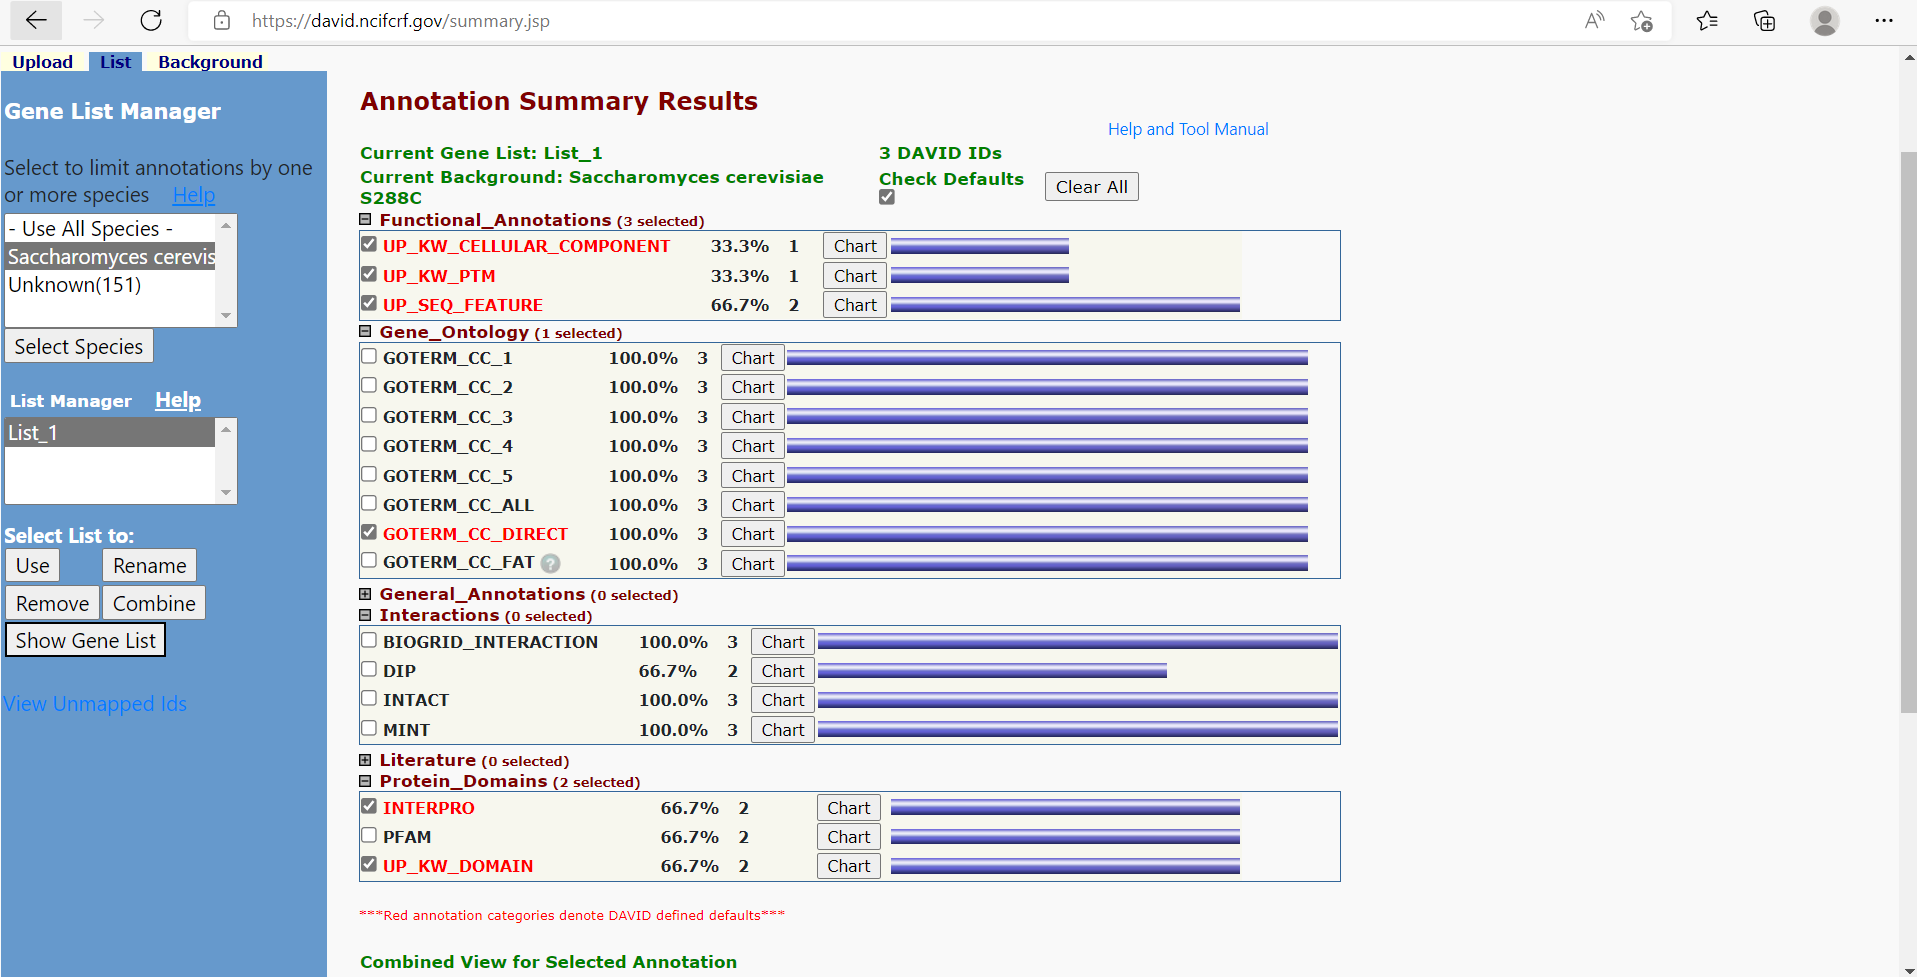 https://david.ncifcrf.gov/summary.jsp
Upload List Background
Gene List Manager
Select to limit annotations by one
or more species Help
- Use All Species -
Saccharomyces cerevis
Unknown(151)
Select Species
List Manager Help
List_1
Select List to:
Use Rename
Remove Combine
Show Gene List
View Unmapped Ids
Annotation Summary Results
Help and Tool Manual
Current Gene List: List_1 3 DAVID IDs
Current Background: Saccharomyces cerevisiae
S288C
Check Defaults Clear All
Functional_Annotations (3 selected)
UP_KW_CELLULAR_COMPONENT 33.3% 1 Chart
UP_KW_PTM 33.3% 1 Chart
UP_SEQ_FEATURE 66.7% 2 Chart
Gene_Ontology (1 selected)
GOTERM_CC_1 100.0% 3 Chart
GOTERM_CC_2 100.0% 3 Chart
GOTERM_CC_3 100.0% 3 Chart
GOTERM_CC_4 100.0% 3 Chart
GOTERM_CC_5 100.0% 3 Chart
GOTERM_CC_ALL 100.0% 3 Chart
GOTERM_CC_DIRECT 100.0% 3 Chart
GOTERM_CC_FAT ? 100.0% 3 Chart
General_Annotations (0 selected)
Interactions (0 selected)
BIOGRID_INTERACTION 100.0% 3 Chart
DIP 66.7% 2 Chart
INTACT 100.0% 3 Chart
MINT 100.0% 3 Chart
Literature (0 selected)
Protein_Domains (2 selected)
INTERPRO 66.7% 2 Chart
PFAM 66.7% 2 Chart
UP_KW_DOMAIN 66.7% 2 Chart
***Red annotation categories denote DAVID defined defaults***
Combined View for Selected Annotation